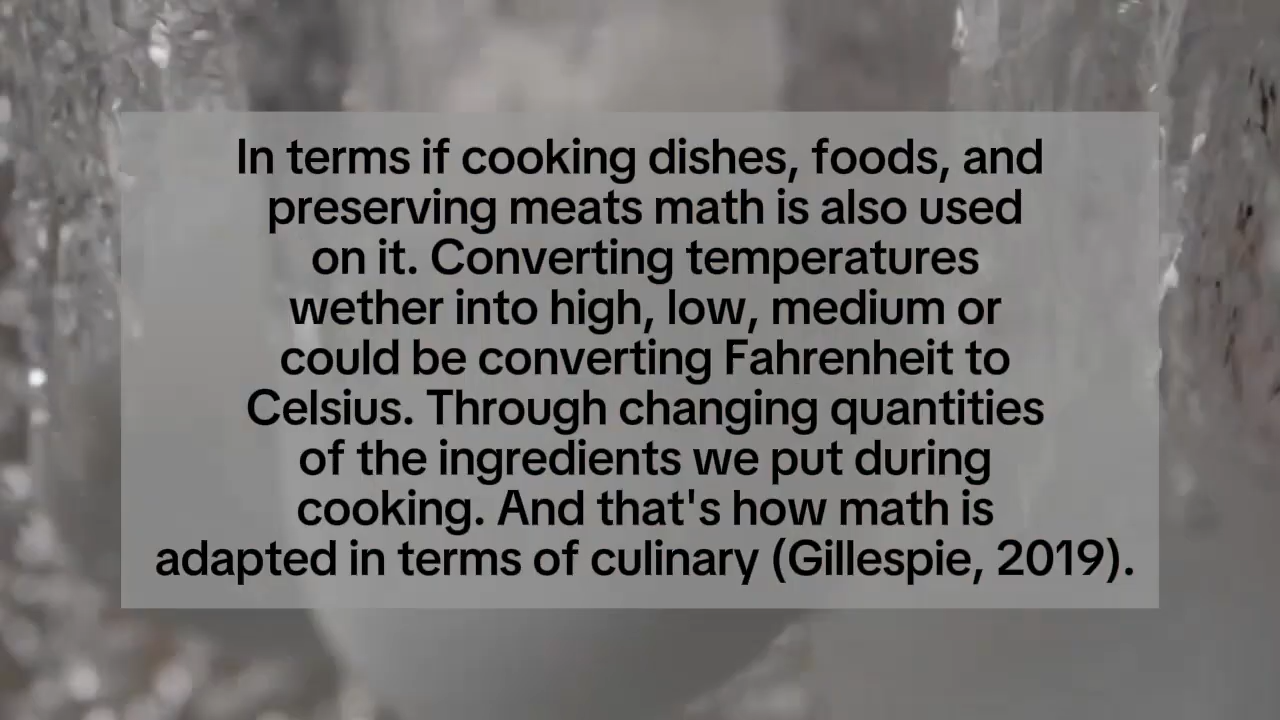 In terms if cooking dishes, foods, and
preserving meats math is also used
on it. Converting temperatures
wether into high, low, medium or
could be converting Fahrenheit to
Celsius. Through changing quantities
of the ingredients we put during
cooking. And that's how math is
adapted in terms of culinary (Gillespie, 2019).